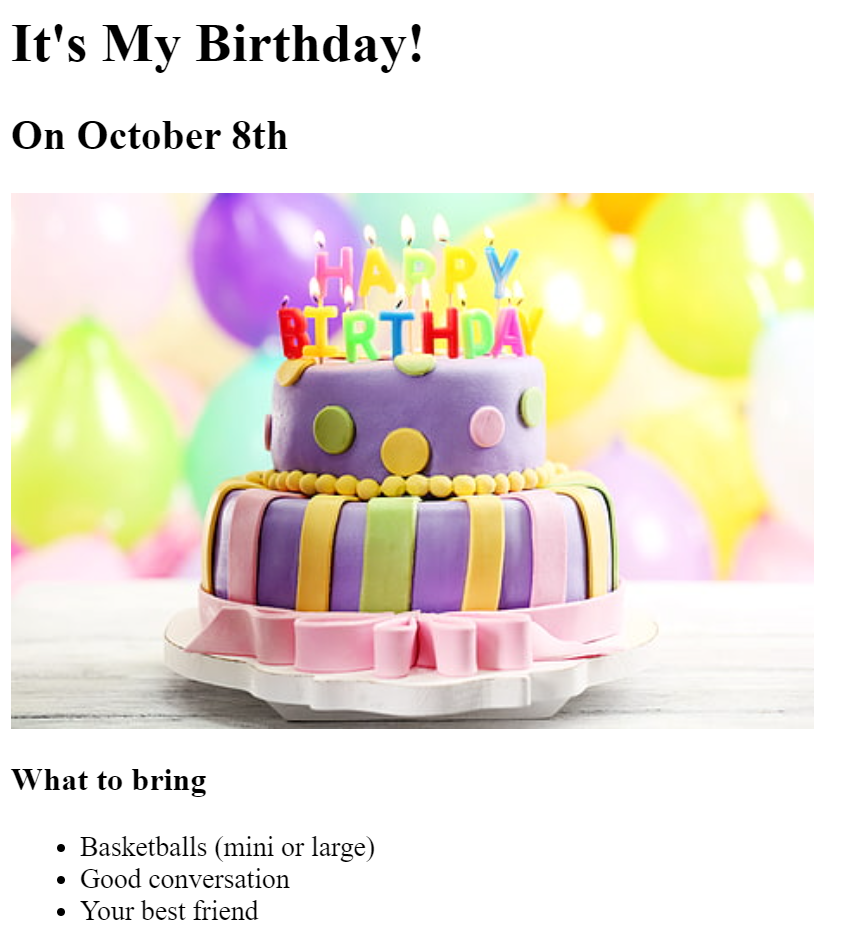 It's My Birthday!
On October 8th
HAPPY
BIRTHDAY
What to bring
Basketballs (mini or large)
Good conversation
Your best friend